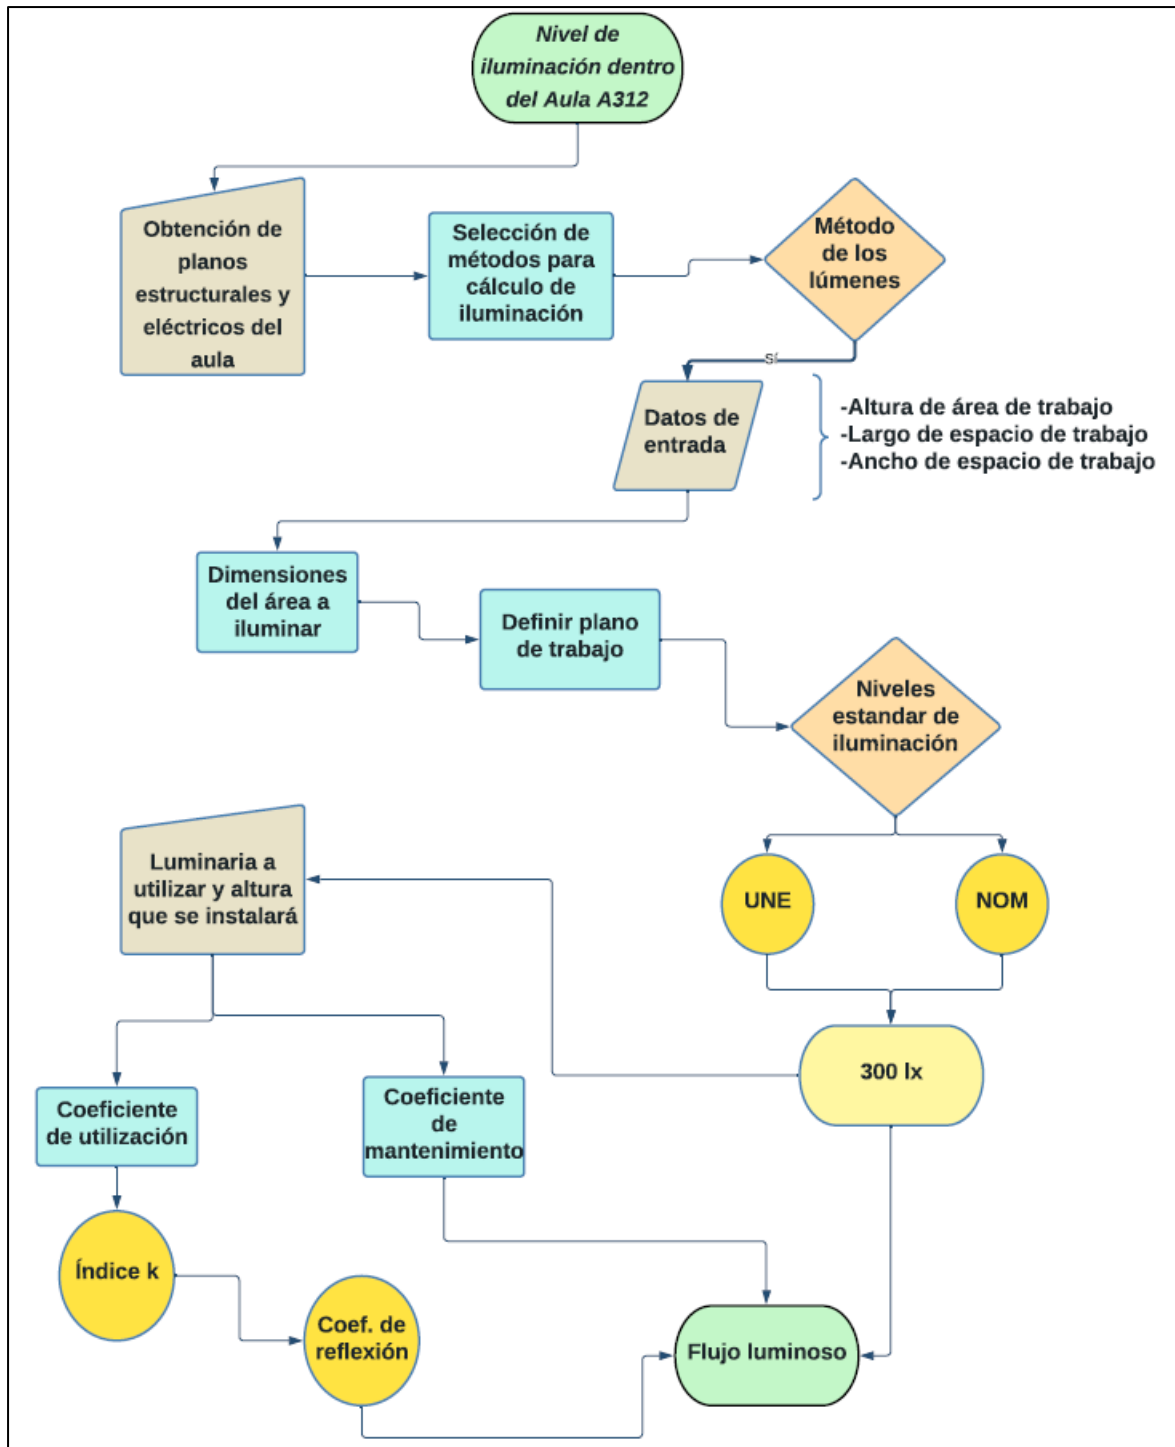 Nivel de
iluminación dentro
del Aula A312
Obtención de
planos
estructurales y
eléctricos del
aula
Selección de
métodos para
cálculo de
iluminación
Método
de los
lúmenes
sí
Datos de
entrada
-Altura de área de trabajo
-Largo de espacio de trabajo
-Ancho de espacio de trabajo
Dimensiones
del área a
iluminar
Definir plano
de trabajo
Niveles
estandar de
iluminación
UNE
NOM
300 lx
Luminaria a
utilizar y altura
que se instalará
Coeficiente
de utilización
Coeficiente
de
mantenimiento
Índice k
Coef. de
reflexión
Flujo luminoso